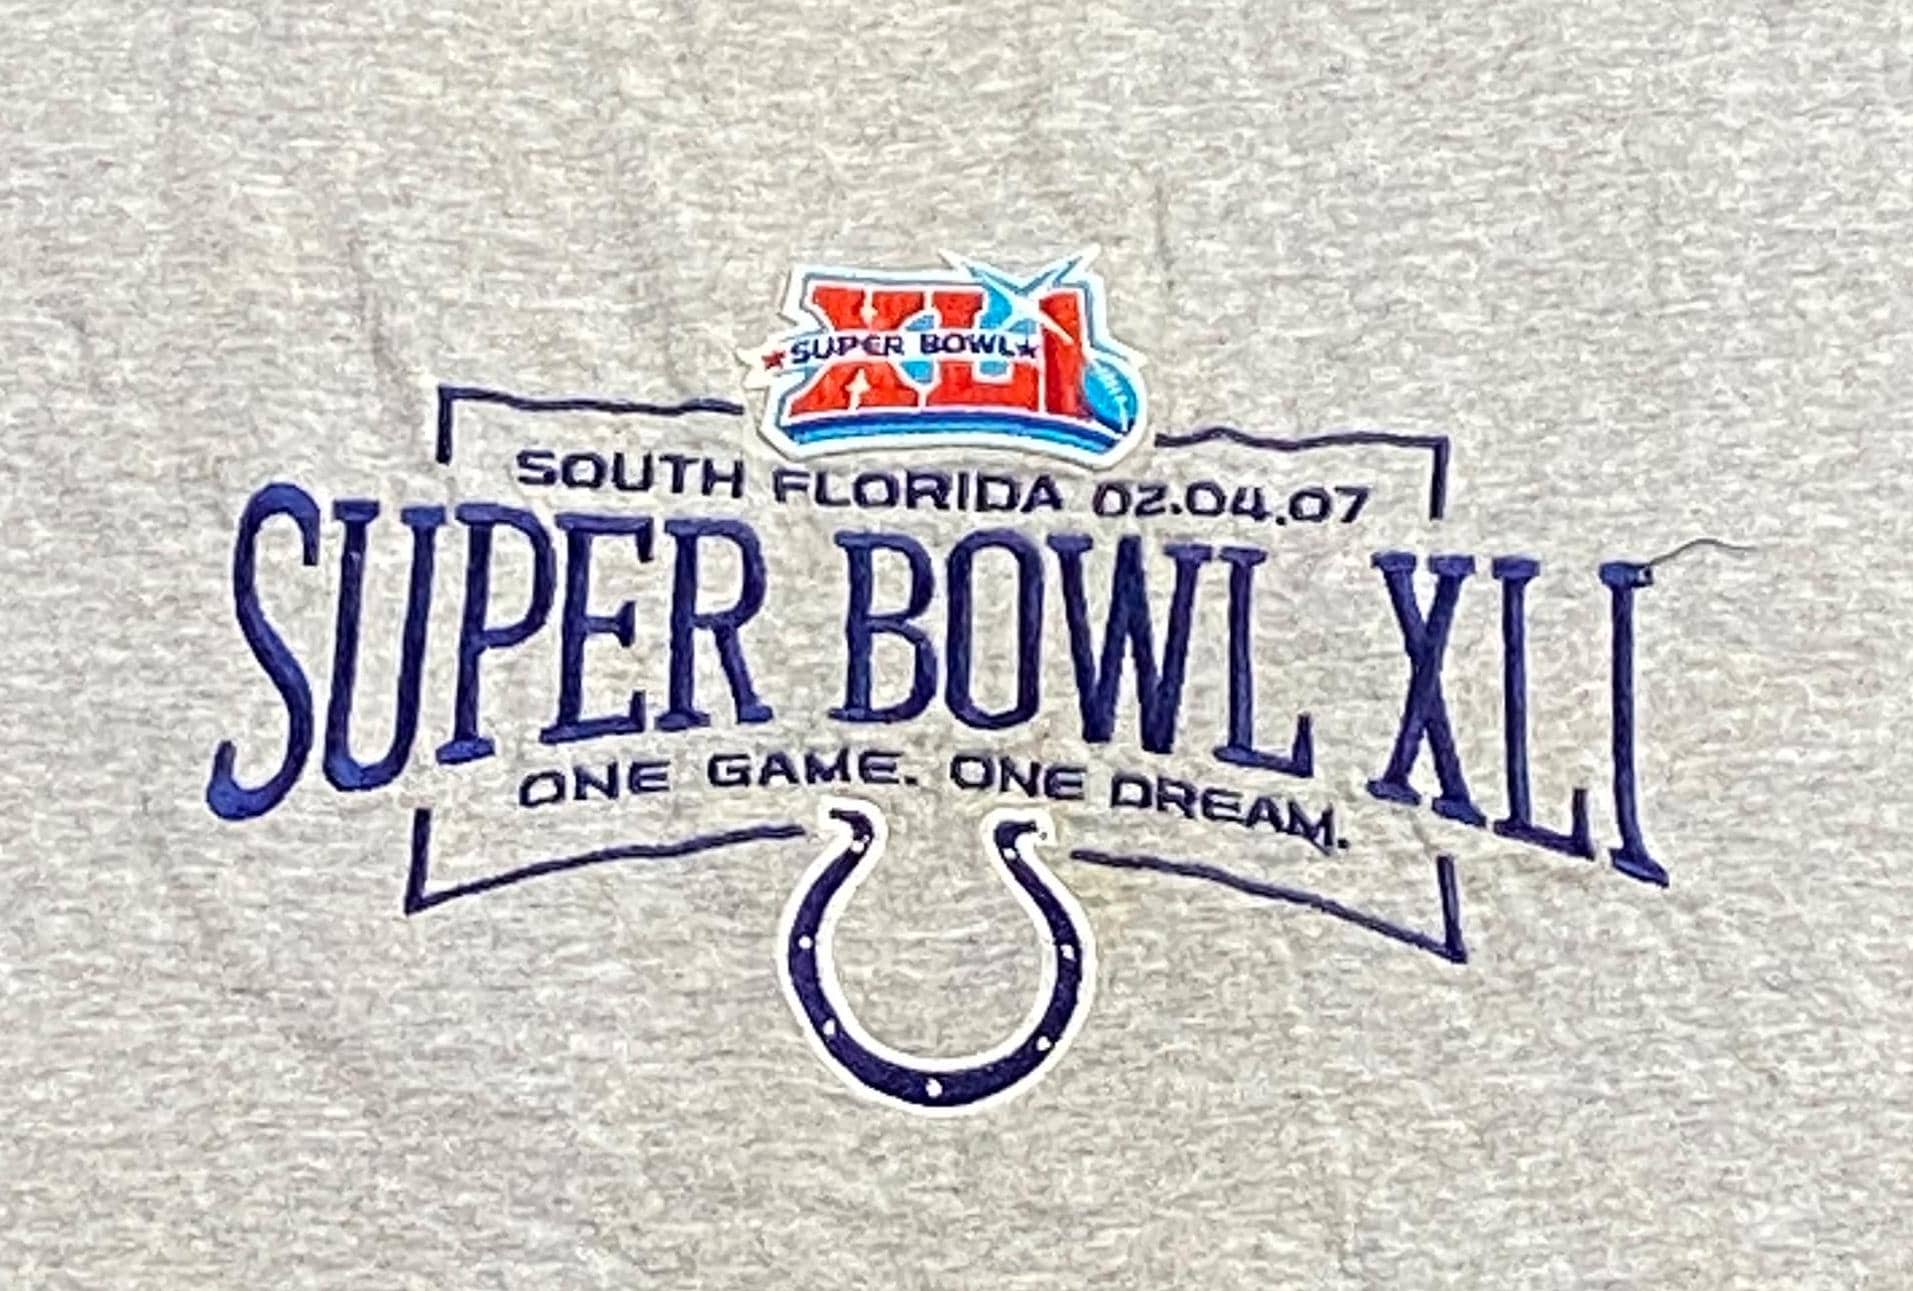 XLI
SUPER BOWL
SOUTH FLORIDA 02.04.07
SUPER BOWL XLI
ONE GAME. ONE DREAM.